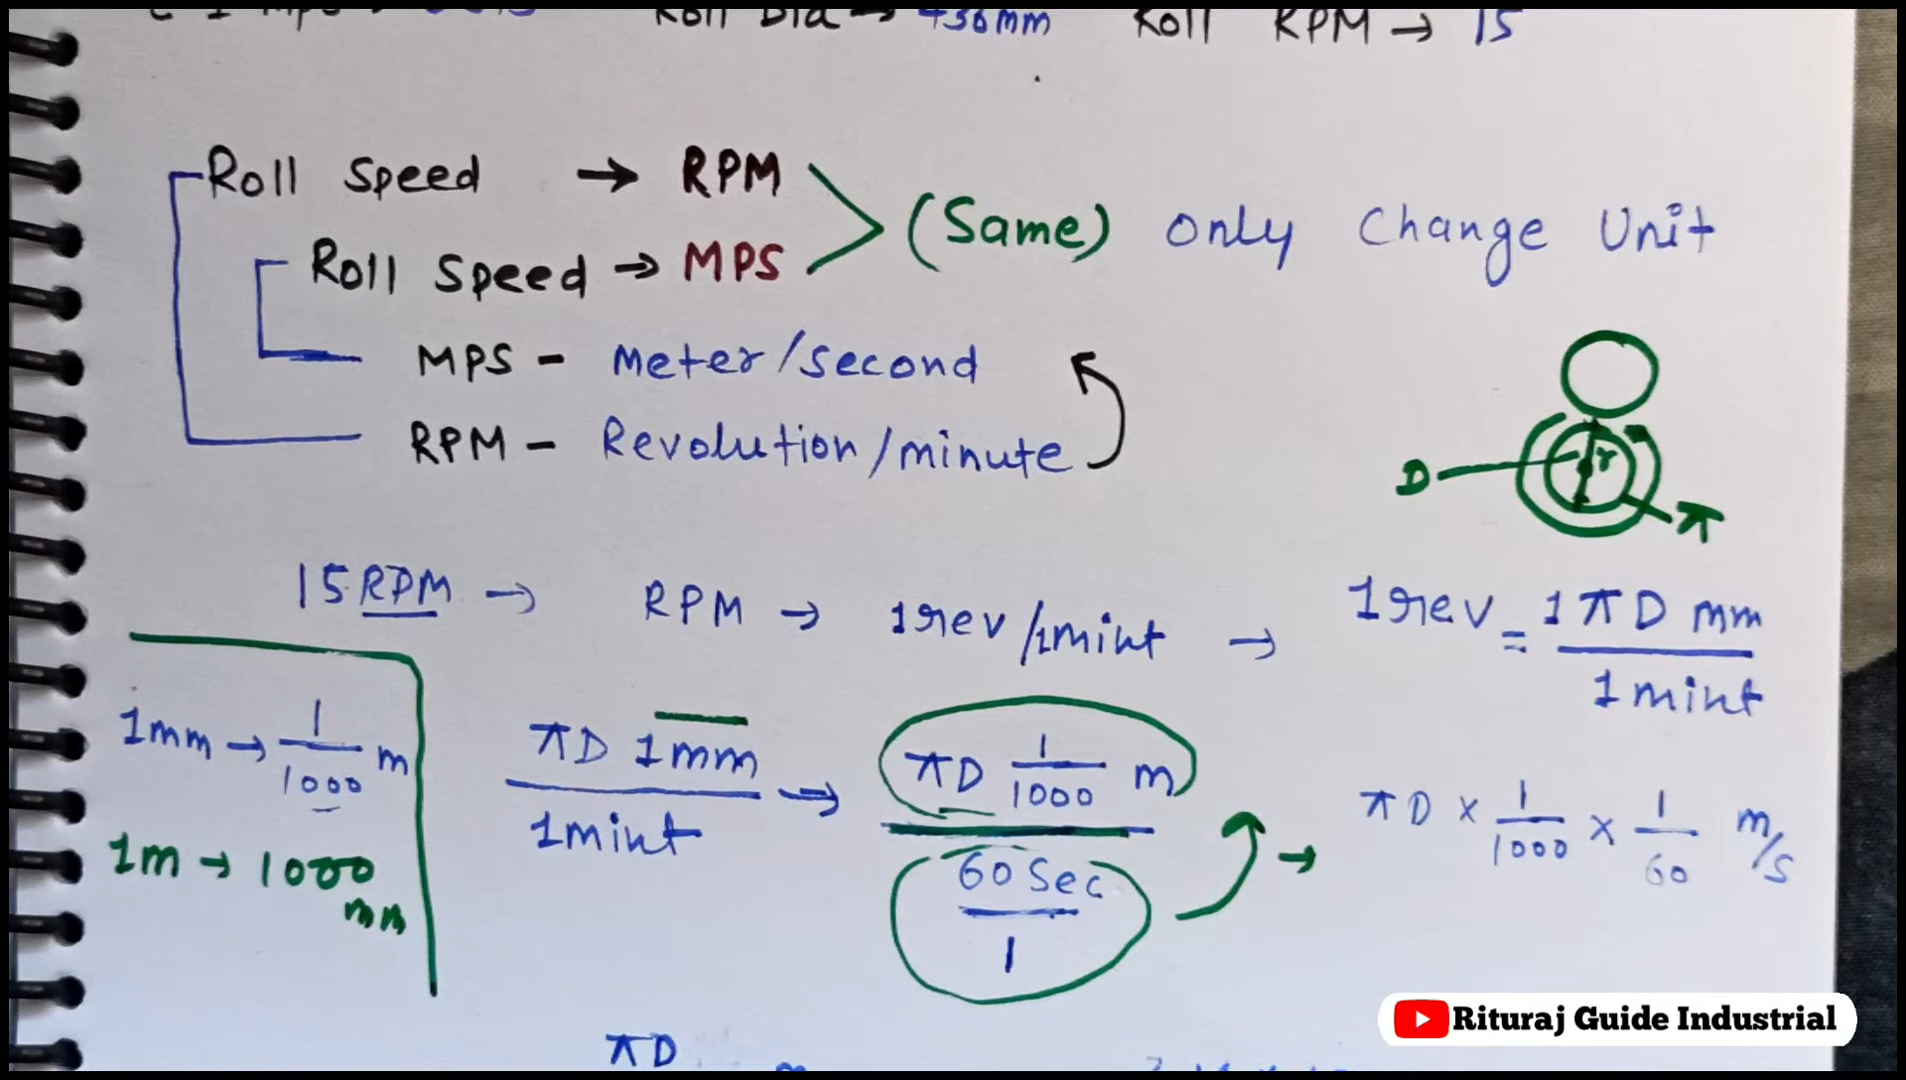 Roll Dia → 450mm Roll RPM → 15
Roll Speed → RPM
Roll Speed → MPS
(Same) Only Change Unit
MPS - Meter/second
RPM - Revolution/minute
D r π
15 RPM → RPM → 1rev/1mint → 1rev = 1πD mm / 1mint
1mm → 1/1000 m
1m → 1000 mm
πD 1mm / 1mint → πD 1/1000 m / 60 Sec/1 → πD × 1/1000 × 1/60 m/s
πD
Rituraj Guide Industrial